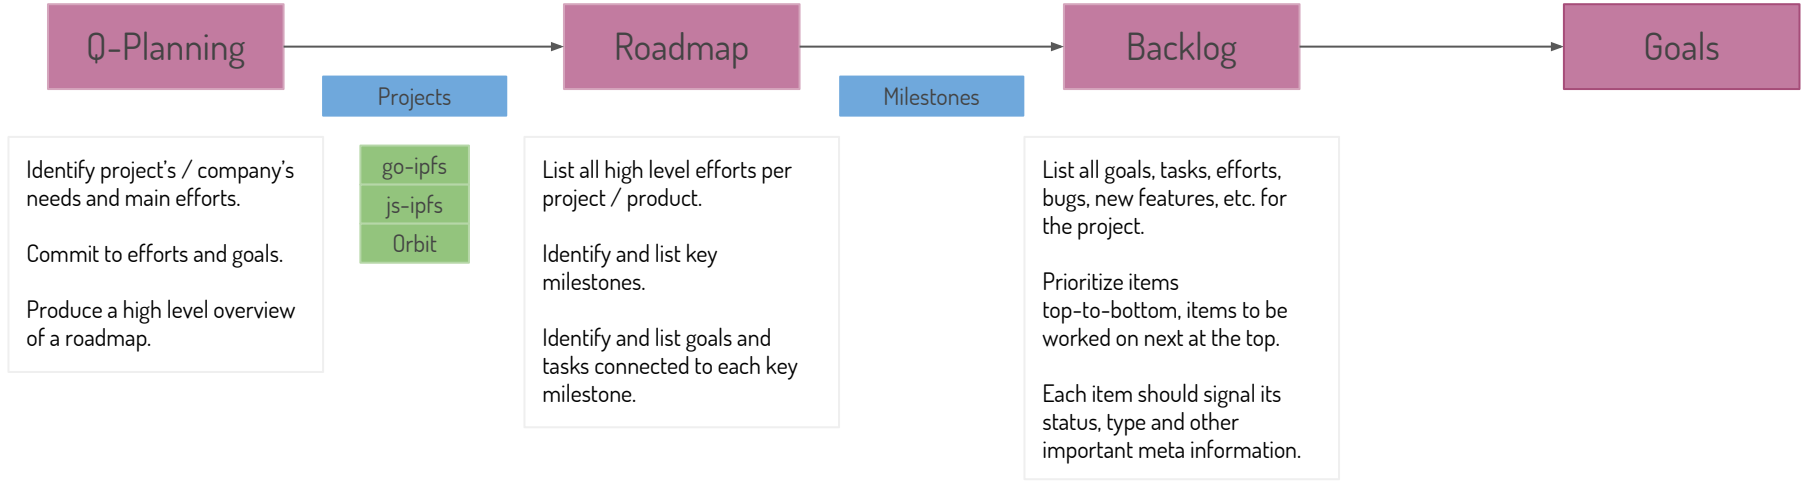 Q-Planning
Roadmap
Backlog
Goals
Projects
Milestones
Identify project's / company's
needs and main efforts.
Commit to efforts and goals.
Produce a high level overview
of a roadmap.
go-ipfs
js-ipfs
Orbit
List all high level efforts per
project / product.
Identify and list key
milestones.
Identify and list goals and
tasks connected to each key
milestone.
List all goals, tasks, efforts,
bugs, new features, etc. for
the project.
Prioritize items
top-to-bottom, items to be
worked on next at the top.
Each item should signal its
status, type and other
important meta information.